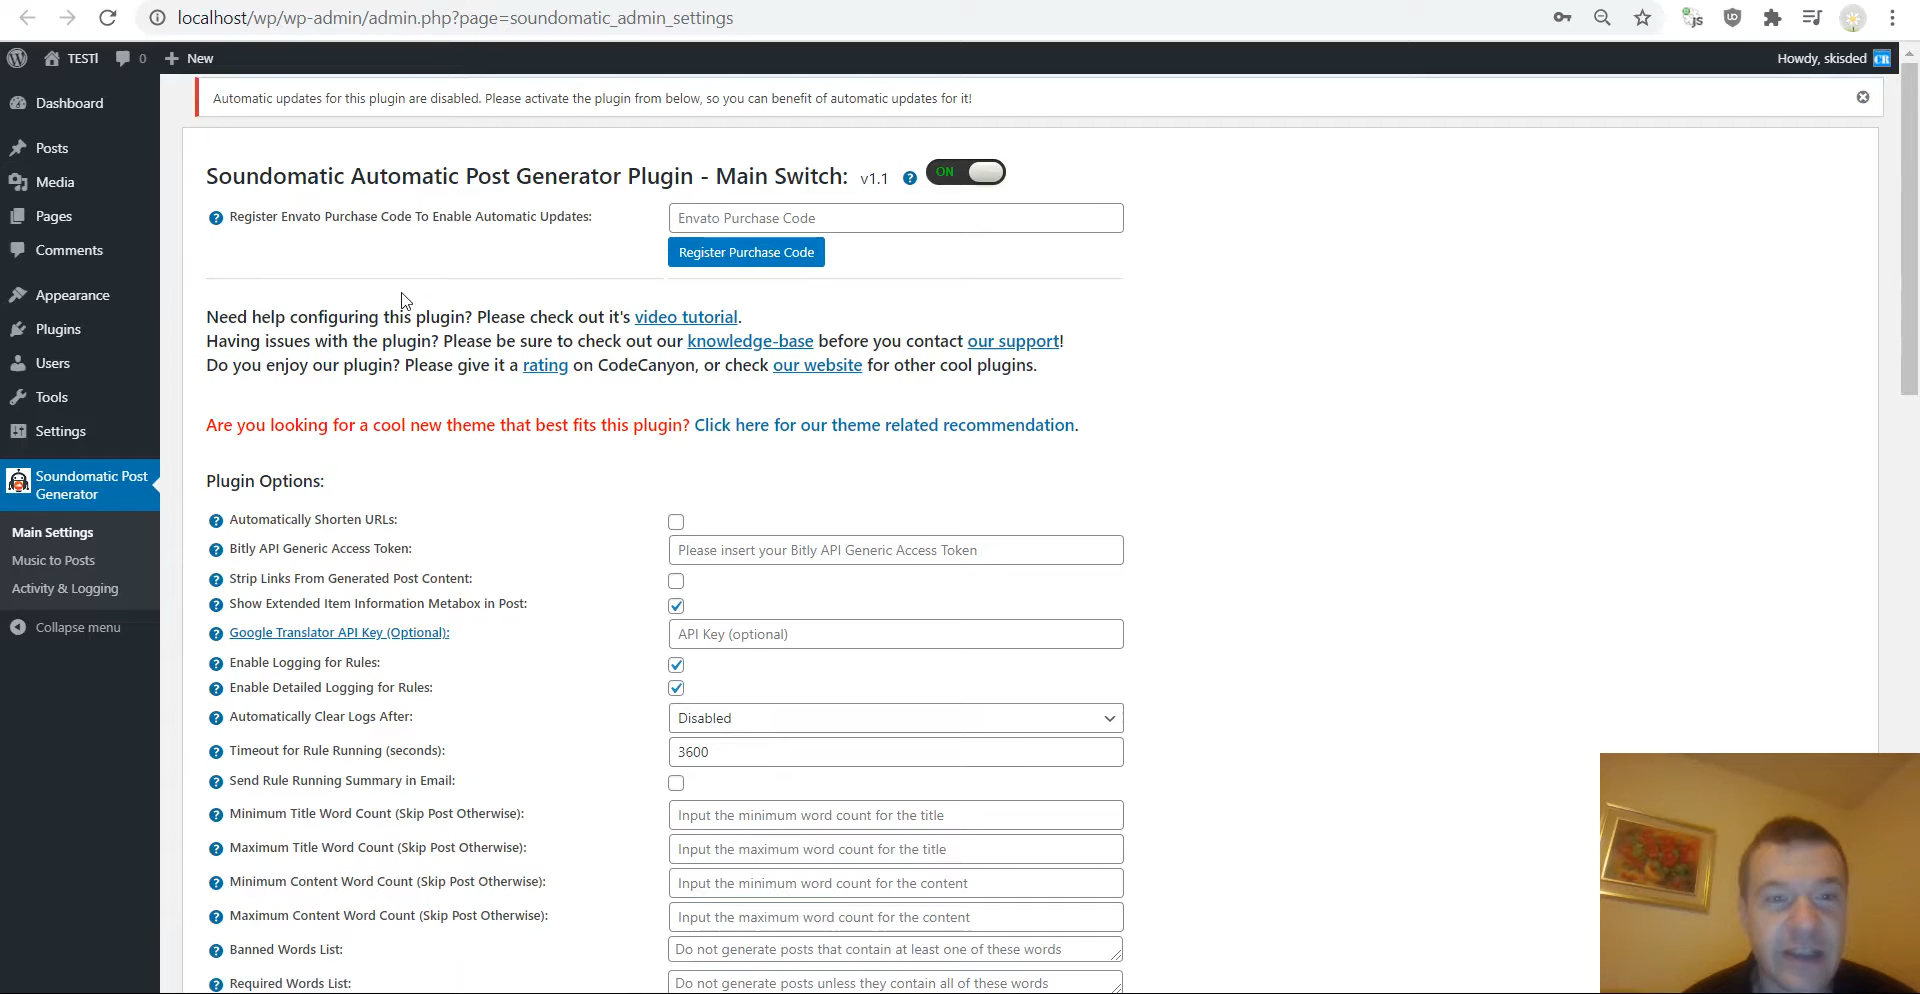 localhost/wp/wp-admin/admin.php?page=soundomatic_admin_settings
TESTl
0
New
Howdy, skisded
CR
Dashboard
Posts
Media
Pages
Comments
Appearance
Plugins
Users
Tools
Settings
Soundomatic Post
Generator
Main Settings
Music to Posts
Activity & Logging
Collapse menu
Automatic updates for this plugin are disabled. Please activate the plugin from below, so you can benefit of automatic updates for it!
Soundomatic Automatic Post Generator Plugin - Main Switch: v1.1 ? ON
? Register Envato Purchase Code To Enable Automatic Updates: Envato Purchase Code
Register Purchase Code
Need help configuring this plugin? Please check out it's video tutorial.
Having issues with the plugin? Please be sure to check out our knowledge-base before you contact our support!
Do you enjoy our plugin? Please give it a rating on CodeCanyon, or check our website for other cool plugins.
Are you looking for a cool new theme that best fits this plugin? Click here for our theme related recommendation.
Plugin Options:
? Automatically Shorten URLs:
? Bitly API Generic Access Token: Please insert your Bitly API Generic Access Token
? Strip Links From Generated Post Content:
? Show Extended Item Information Metabox in Post:
? Google Translator API Key (Optional): API Key (optional)
? Enable Logging for Rules:
? Enable Detailed Logging for Rules:
? Automatically Clear Logs After: Disabled
? Timeout for Rule Running (seconds): 3600
? Send Rule Running Summary in Email:
? Minimum Title Word Count (Skip Post Otherwise): Input the minimum word count for the title
? Maximum Title Word Count (Skip Post Otherwise): Input the maximum word count for the title
? Minimum Content Word Count (Skip Post Otherwise): Input the minimum word count for the content
? Maximum Content Word Count (Skip Post Otherwise): Input the maximum word count for the content
? Banned Words List: Do not generate posts that contain at least one of these words
? Required Words List: Do not generate posts unless they contain all of these words